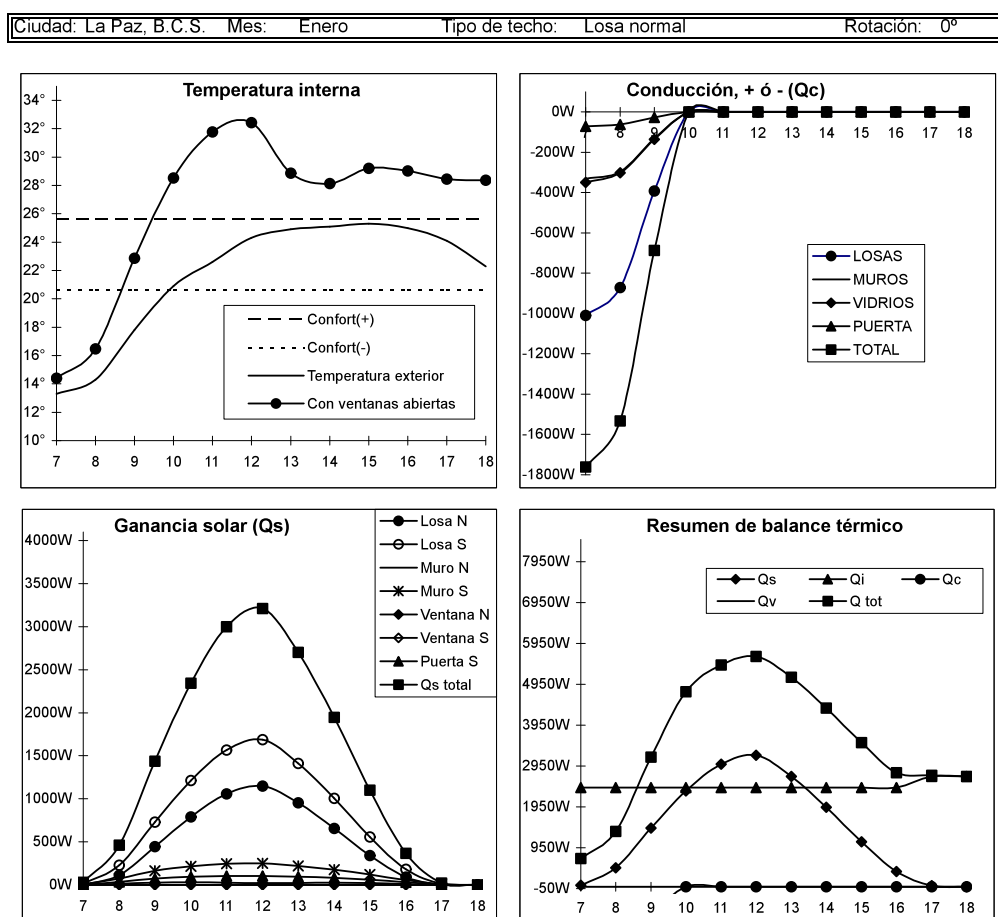 Ciudad: La Paz, B.C.S. Mes: Enero Tipo de techo: Losa normal Rotación: 0º
Temperatura interna
34°
32°
30°
28°
26°
24°
22°
20°
18°
16°
14°
12°
10°
7 8 9 10 11 12 13 14 15 16 17 18
Confort(+)
Confort(-)
Temperatura exterior
Con ventanas abiertas
Conducción, + ó - (Qc)
0W
-200W
-400W
-600W
-800W
-1000W
-1200W
-1400W
-1600W
-1800W
7 8 9 10 11 12 13 14 15 16 17 18
LOSAS
MUROS
VIDRIOS
PUERTA
TOTAL
Ganancia solar (Qs)
4000W
3500W
3000W
2500W
2000W
1500W
1000W
500W
0W
7 8 9 10 11 12 13 14 15 16 17 18
Losa N
Losa S
Muro N
Muro S
Ventana N
Ventana S
Puerta S
Qs total
Resumen de balance térmico
7950W
6950W
5950W
4950W
3950W
2950W
1950W
950W
-50W
7 8 9 10 11 12 13 14 15 16 17 18
Qs Qi Qc
Qv Q tot